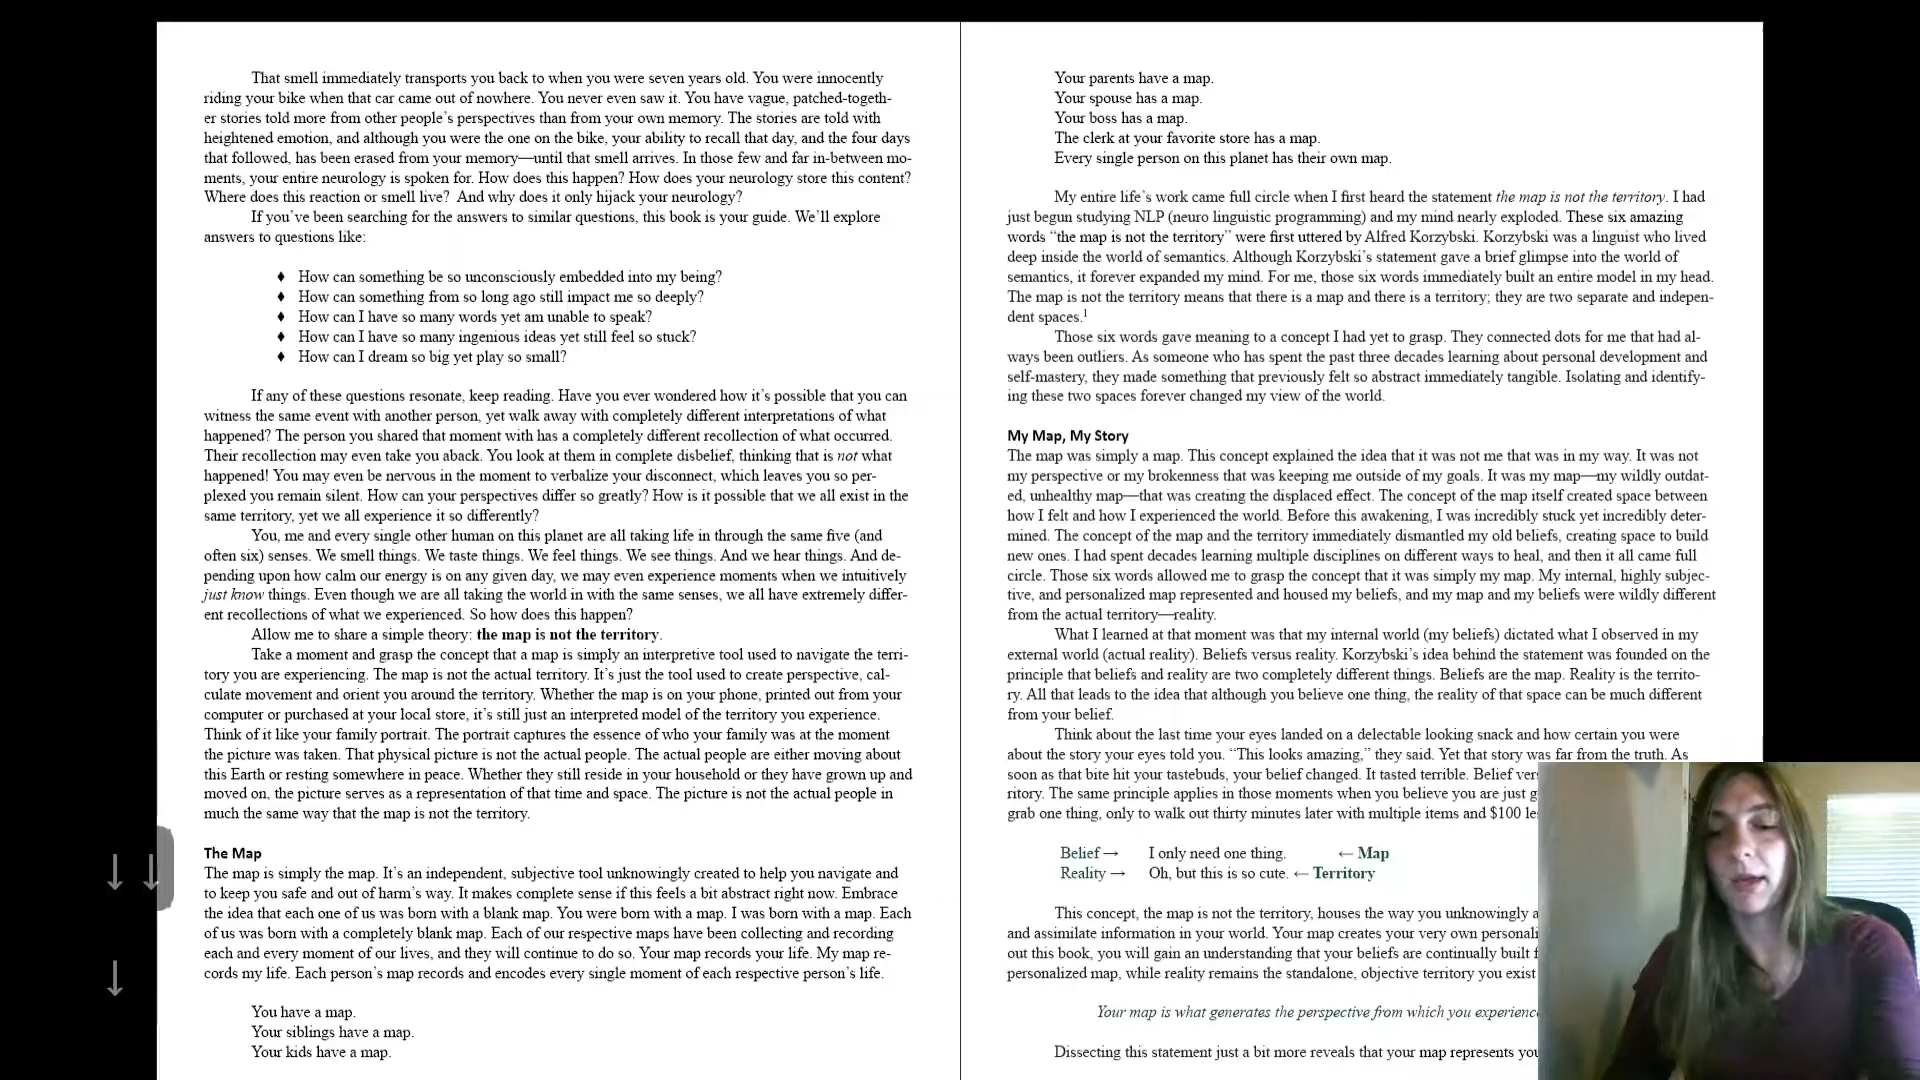 That smell immediately transports you back to when you were seven years old. You were innocently
riding your bike when that car came out of nowhere. You never even saw it. You have vague, patched-togeth-
er stories told more from other people’s perspectives than from your own memory. The stories are told with
heightened emotion, and although you were the one on the bike, your ability to recall that day, and the four days
that followed, has been erased from your memory—until that smell arrives. In those few and far in-between mo-
ments, your entire neurology is spoken for. How does this happen? How does your neurology store this content?
Where does this reaction or smell live? And why does it only hijack your neurology?
If you’ve been searching for the answers to similar questions, this book is your guide. We’ll explore
answers to questions like:
♦ How can something be so unconsciously embedded into my being?
♦ How can something from so long ago still impact me so deeply?
♦ How can I have so many words yet am unable to speak?
♦ How can I have so many ingenious ideas yet still feel so stuck?
♦ How can I dream so big yet play so small?
If any of these questions resonate, keep reading. Have you ever wondered how it’s possible that you can
witness the same event with another person, yet walk away with completely different interpretations of what
happened? The person you shared that moment with has a completely different recollection of what occurred.
Their recollection may even take you aback. You look at them in complete disbelief, thinking that is not what
happened! You may even be nervous in the moment to verbalize your disconnect, which leaves you so per-
plexed you remain silent. How can your perspectives differ so greatly? How is it possible that we all exist in the
same territory, yet we all experience it so differently?
You, me and every single other human on this planet are all taking life in through the same five (and
often six) senses. We smell things. We taste things. We feel things. We see things. And we hear things. And de-
pending upon how calm our energy is on any given day, we may even experience moments when we intuitively
just know things. Even though we are all taking the world in with the same senses, we all have extremely differ-
ent recollections of what we experienced. So how does this happen?
Allow me to share a simple theory: the map is not the territory.
Take a moment and grasp the concept that a map is simply an interpretive tool used to navigate the terri-
tory you are experiencing. The map is not the actual territory. It’s just the tool used to create perspective, cal-
culate movement and orient you around the territory. Whether the map is on your phone, printed out from your
computer or purchased at your local store, it’s still just an interpreted model of the territory you experience.
Think of it like your family portrait. The portrait captures the essence of who your family was at the moment
the picture was taken. That physical picture is not the actual people. The actual people are either moving about
this Earth or resting somewhere in peace. Whether they still reside in your household or they have grown up and
moved on, the picture serves as a representation of that time and space. The picture is not the actual people in
much the same way that the map is not the territory.
The Map
The map is simply the map. It’s an independent, subjective tool unknowingly created to help you navigate and
to keep you safe and out of harm’s way. It makes complete sense if this feels a bit abstract right now. Embrace
the idea that each one of us was born with a blank map. You were born with a map. I was born with a map. Each
of us was born with a completely blank map. Each of our respective maps have been collecting and recording
each and every moment of our lives, and they will continue to do so. Your map records your life. My map re-
cords my life. Each person’s map records and encodes every single moment of each respective person’s life.
You have a map.
Your siblings have a map.
Your kids have a map.
Your parents have a map.
Your spouse has a map.
Your boss has a map.
The clerk at your favorite store has a map.
Every single person on this planet has their own map.
My entire life’s work came full circle when I first heard the statement the map is not the territory. I had
just begun studying NLP (neuro linguistic programming) and my mind nearly exploded. These six amazing
words “the map is not the territory” were first uttered by Alfred Korzybski. Korzybski was a linguist who lived
deep inside the world of semantics. Although Korzybski’s statement gave a brief glimpse into the world of
semantics, it forever expanded my mind. For me, those six words immediately built an entire model in my head.
The map is not the territory means that there is a map and there is a territory; they are two separate and indepen-
dent spaces.1
Those six words gave meaning to a concept I had yet to grasp. They connected dots for me that had al-
ways been outliers. As someone who has spent the past three decades learning about personal development and
self-mastery, they made something that previously felt so abstract immediately tangible. Isolating and identify-
ing these two spaces forever changed my view of the world.
My Map, My Story
The map was simply a map. This concept explained the idea that it was not me that was in my way. It was not
my perspective or my brokenness that was keeping me outside of my goals. It was my map—my wildly outdat-
ed, unhealthy map—that was creating the displaced effect. The concept of the map itself created space between
how I felt and how I experienced the world. Before this awakening, I was incredibly stuck yet incredibly deter-
mined. The concept of the map and the territory immediately dismantled my old beliefs, creating space to build
new ones. I had spent decades learning multiple disciplines on different ways to heal, and then it all came full
circle. Those six words allowed me to grasp the concept that it was simply my map. My internal, highly subjec-
tive, and personalized map represented and housed my beliefs, and my map and my beliefs were wildly different
from the actual territory—reality.
What I learned at that moment was that my internal world (my beliefs) dictated what I observed in my
external world (actual reality). Beliefs versus reality. Korzybski’s idea behind the statement was founded on the
principle that beliefs and reality are two completely different things. Beliefs are the map. Reality is the territo-
ry. All that leads to the idea that although you believe one thing, the reality of that space can be much different
from your belief.
Think about the last time your eyes landed on a delectable looking snack and how certain you were
about the story your eyes told you. “This looks amazing,” they said. Yet that story was far from the truth. As
soon as that bite hit your tastebuds, your belief changed. It tasted terrible. Belief
ritory. The same principle applies in those moments when you believe you are just
grab one thing, only to walk out thirty minutes later with multiple items and $100
Belief → I only need one thing. ← Map
Reality → Oh, but this is so cute. ← Territory
This concept, the map is not the territory, houses the way you unknowingly
and assimilate information in your world. Your map creates your very own
out this book, you will gain an understanding that your beliefs are continually built
personalized map, while reality remains the standalone, objective territory you exist
Your map is what generates the perspective from which you
Dissecting this statement just a bit more reveals that your map represents
↓ ↓
↓